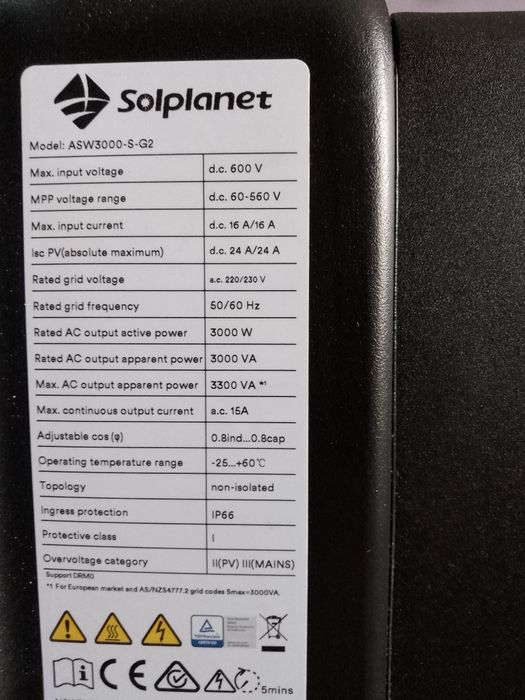 Solplanet
Model: ASW3000-S-G2
Max. input voltage d.c. 600 V
MPP voltage range d.c. 60-560 V
Max. input current d.c. 16 A/16 A
Isc PV(absolute maximum) d.c. 24 A/24 A
Rated grid voltage a.c. 220/230 V
Rated grid frequency 50/60 Hz
Rated AC output active power 3000 W
Rated AC output apparent power 3000 VA
Max. AC output apparent power 3300 VA *¹
Max. continuous output current a.c. 15A
Adjustable cos (φ) 0.8ind...0.8cap
Operating temperature range -25...+60℃
Topology non-isolated
Ingress protection IP66
Protective class I
Overvoltage category II(PV) III(MAINS)
Support DRM0
*1 For European market and AS/NZS4777.2 grid codes Smax=3000VA.
CE
5mins